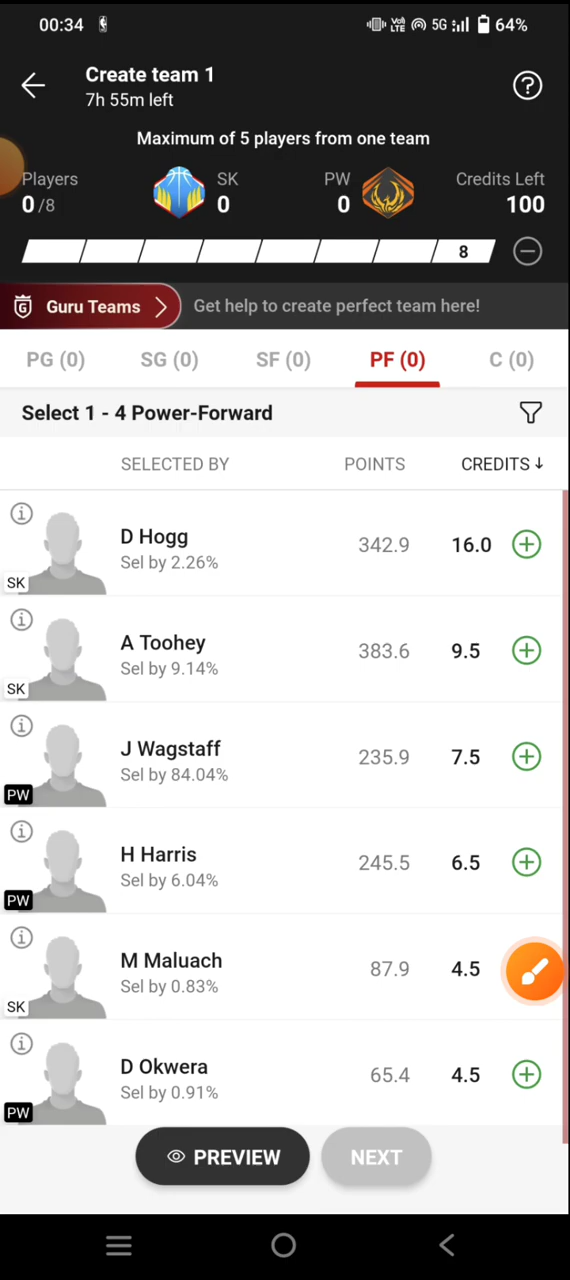 00:34 Vo) LTE 5G 64%
Create team 1
7h 55m left
Maximum of 5 players from one team
Players SK PW Credits Left
0/8 0 0 100
8
G Guru Teams Get help to create perfect team here!
PG (0) SG (0) SF (0) PF (0) C (0)
Select 1 - 4 Power-Forward
SELECTED BY POINTS CREDITS↓
D Hogg 342.9 16.0
Sel by 2.26%
SK
A Toohey 383.6 9.5
Sel by 9.14%
SK
J Wagstaff 235.9 7.5
Sel by 84.04%
PW
H Harris 245.5 6.5
Sel by 6.04%
PW
M Maluach 87.9 4.5
Sel by 0.83%
SK
D Okwera 65.4 4.5
Sel by 0.91%
PW
PREVIEW NEXT